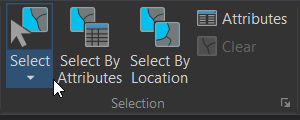 Select
Select By
Attributes
Select By
Location
Attributes
Clear
Selection